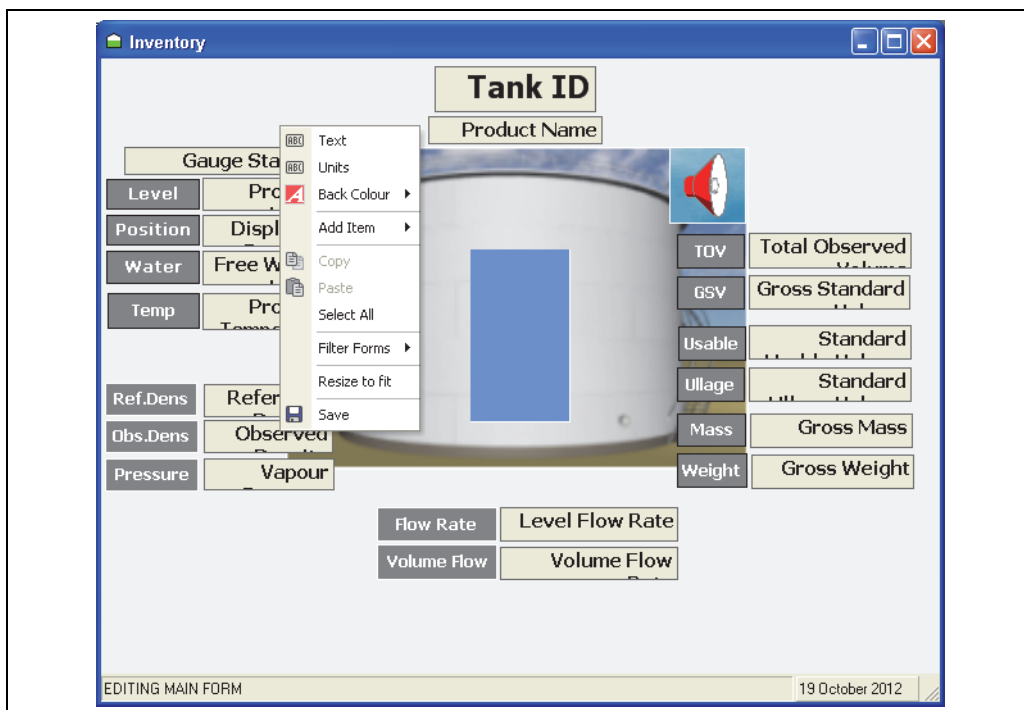 Inventory
Tank ID
Product Name
Gauge Sta
Level
Position
Water
Free W
Temp
Ref.Dens
Refer
Obs.Dens
Observed
Pressure
Vapour
ABC Text
ABC Units
A Back Colour
Add Item
Copy
Paste
Select All
Filter Forms
Resize to fit
Save
TOV
Total Observed
GSV
Gross Standard
Usable
Standard
Ullage
Standard
Mass
Gross Mass
Weight
Gross Weight
Flow Rate
Level Flow Rate
Volume Flow
Volume Flow
EDITING MAIN FORM
19 October 2012